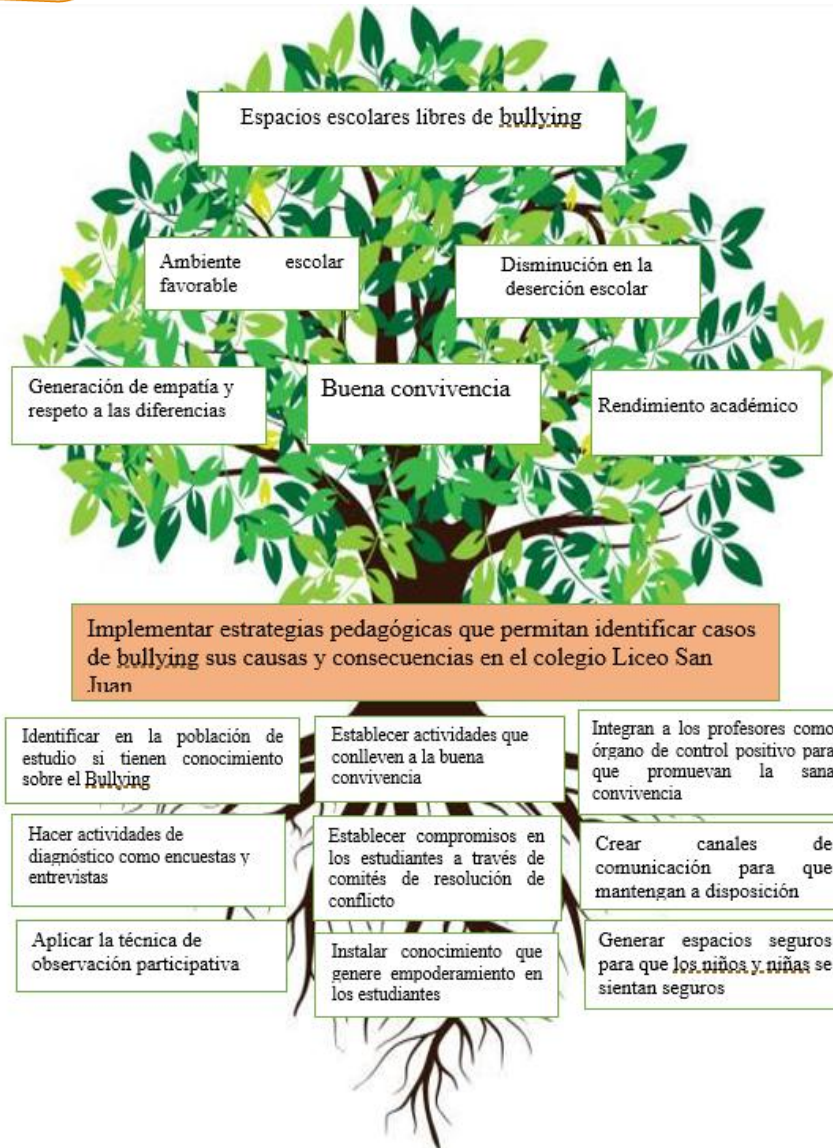 Espacios escolares libres de bullying
Ambiente escolar
favorable
Disminución en la
deserción escolar
Generación de empatía y
respeto a las diferencias
Buena convivencia
Rendimiento académico
Implementar estrategias pedagógicas que permitan identificar casos
de bullying sus causas y consecuencias en el colegio Liceo San
Juan
Identificar en la población de
estudio si tienen conocimiento
sobre el Bullying
Establecer actividades que
conlleven a la buena
convivencia
Integran a los profesores como
órgano de control positivo para
que promuevan la sana
convivencia
Hacer actividades de
diagnóstico como encuestas y
entrevistas
Establecer compromisos en
los estudiantes a través de
comités de resolución de
conflicto
Crear canales de
comunicación para que
mantengan a disposición
Aplicar la técnica de
observación participativa
Instalar conocimiento que
genere empoderamiento en
los estudiantes
Generar espacios seguros
para que los niños y niñas se
sientan seguros